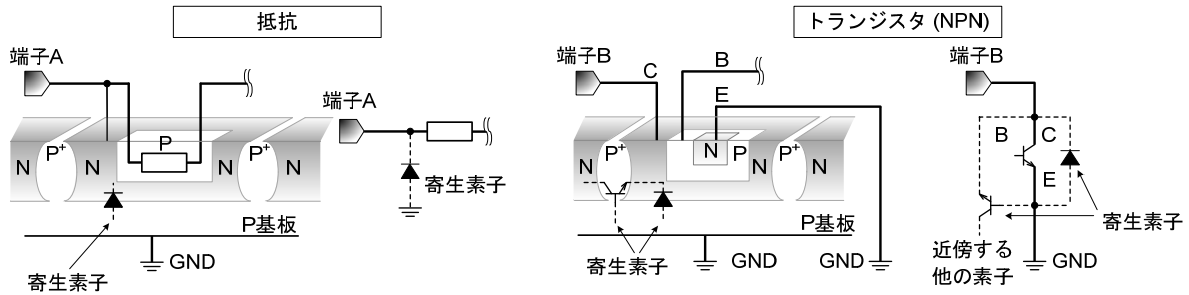 抵抗
トランジスタ (NPN)
端子A
端子A
P
N
P+
N
P+
N
寄生素子
P基板
GND
寄生素子
端子B
C
B
E
N
P+
N
N
P
P+
N
P基板
寄生素子
GND
GND
端子B
B
C
E
寄生素子
近傍する
他の素子
GND